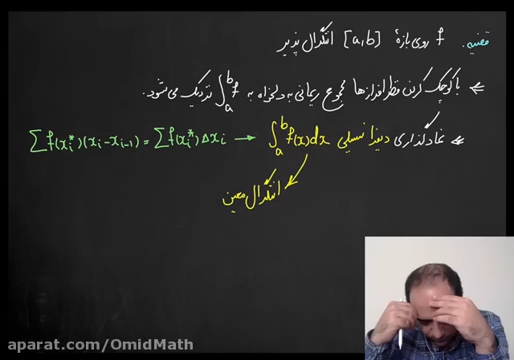 قضیه. f روی بازهٔ [a,b] انتگرال پذیر
با کوچک کردن قطر افرازها مجموع ریمانی به دلخواه به ∫_a^b f نزدیک می‌شود.
نمادگذاری دیفرانسیلی ∫_a^b f(x)dx ← ∑f(x_i*)(x_i-x_{i-1}) = ∑f(x_i*)Δx_i
انتگرال معین
aparat.com/OmidMath